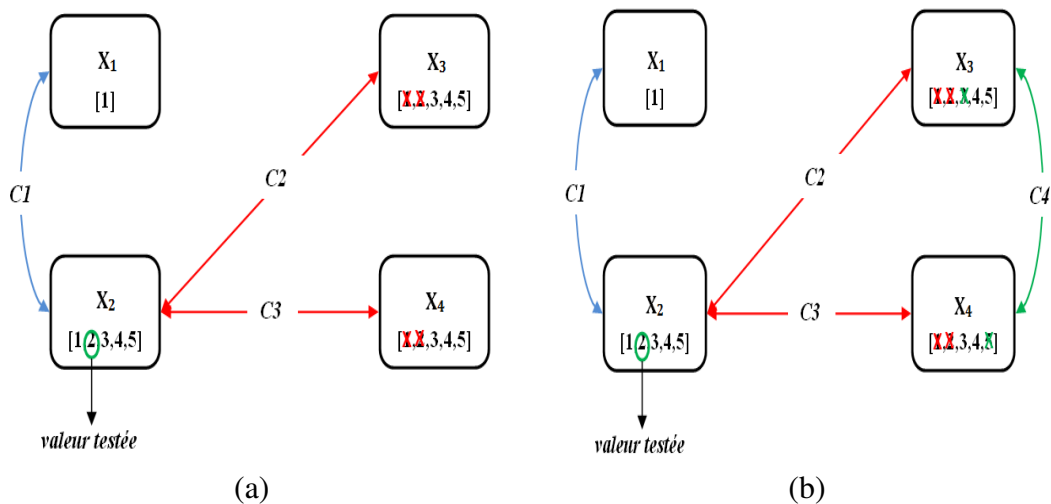 X₁
[1]
X₃
[1,2,3,4,5]
C1
C2
X₂
[1 2 3,4,5]
C3
X₄
[1,2,3,4,5]
valeur testée
(a)
X₁
[1]
X₃
[1,2,3,4,5]
C1
C2
C4
X₂
[1 2 3,4,5]
C3
X₄
[1,2,3,4,5]
valeur testée
(b)